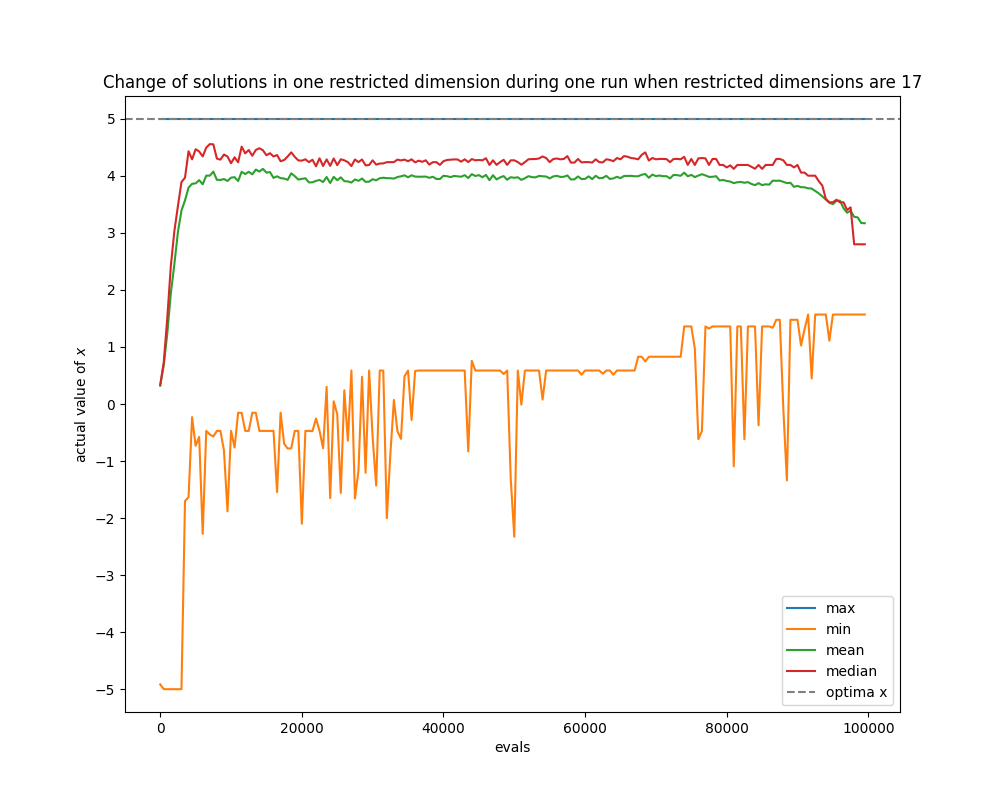 Change of solutions in one restricted dimension during one run when restricted dimensions are 17
actual value of x
5
4
3
2
1
0
−1
−2
−3
−4
−5
max
min
mean
median
optima x
0 20000 40000 60000 80000 100000
evals